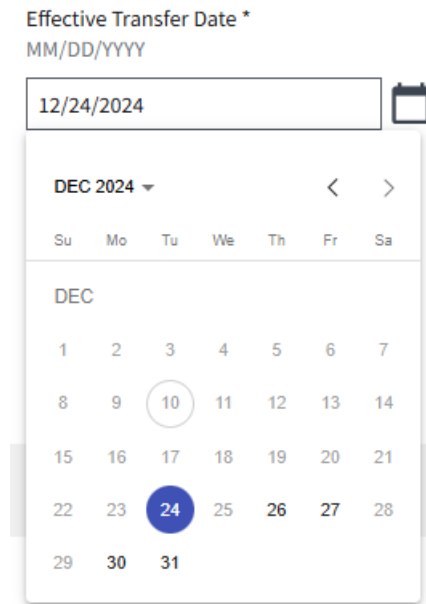 Effective Transfer Date *
MM/DD/YYYY
12/24/2024
DEC 2024
Su Mo Tu We Th Fr Sa
DEC
1 2 3 4 5 6 7
8 9 10 11 12 13 14
15 16 17 18 19 20 21
22 23 24 25 26 27 28
29 30 31